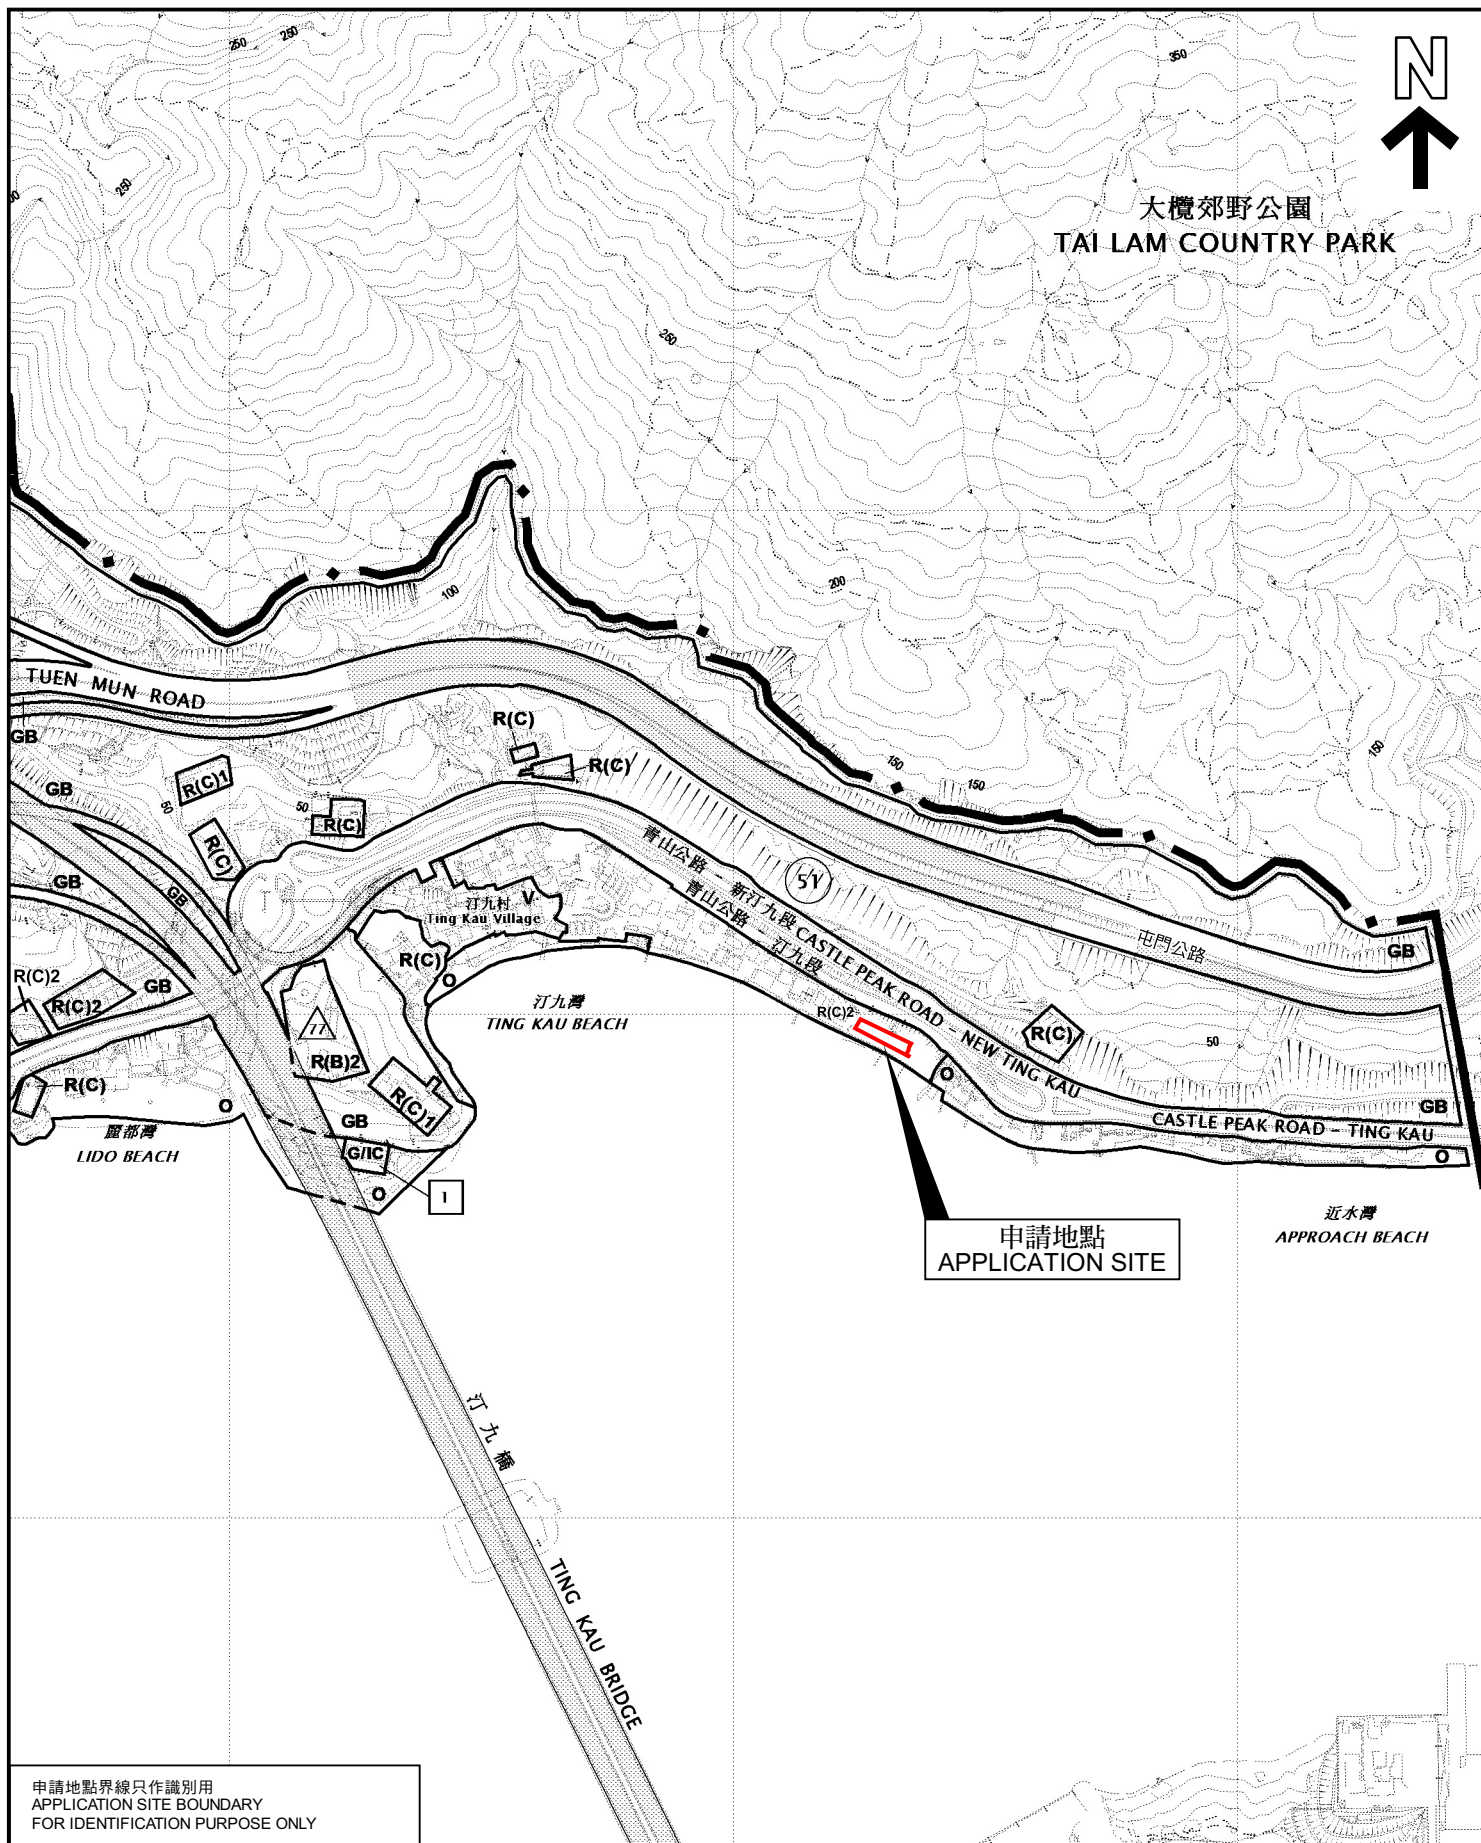 N
大欖郊野公園
TAI LAM COUNTRY PARK
250
250
350
250
260
200
100
150
150
150
TUEN MUN ROAD
GB
GB
R(C)1
R(C)
50
50
R(C)
R(C)
R(C)
GB
GB
R(C)2
R(C)2
GB
汀九村
Ting Kau Village
V
R(C)
O
77
R(B)2
R(C)1
R(C)
O
GB
G/IC
O
1
麗都灣
LIDO BEACH
汀九灣
TING KAU BEACH
青山公路 - 新汀九段 CASTLE PEAK ROAD - NEW TING KAU
青山公路 - 汀九段
屯門公路
GB
R(C)2
R(C)
50
O
GB
CASTLE PEAK ROAD - TING KAU
O
近水灣
APPROACH BEACH
申請地點
APPLICATION SITE
汀九橋
TING KAU BRIDGE
申請地點界線只作識別用
APPLICATION SITE BOUNDARY
FOR IDENTIFICATION PURPOSE ONLY